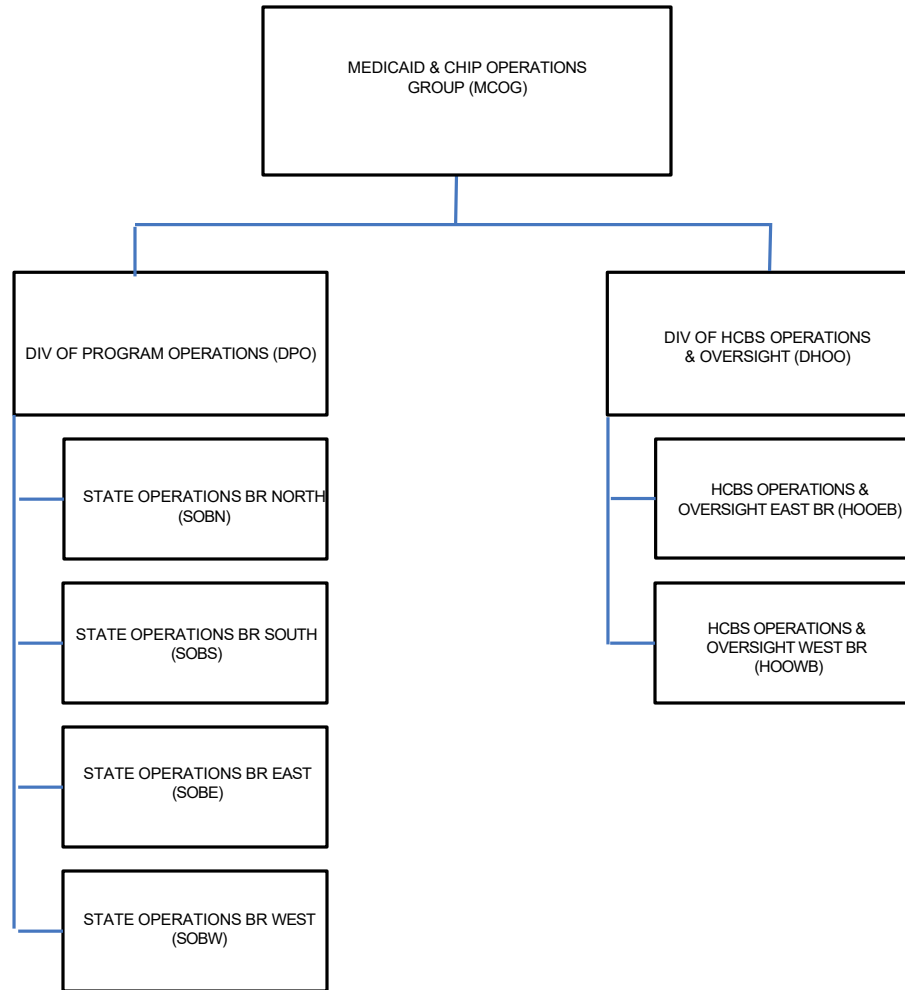 MEDICAID & CHIP OPERATIONS
GROUP (MCOG)
DIV OF PROGRAM OPERATIONS (DPO)
STATE OPERATIONS BR NORTH
(SOBN)
STATE OPERATIONS BR SOUTH
(SOBS)
STATE OPERATIONS BR EAST
(SOBE)
STATE OPERATIONS BR WEST
(SOBW)
DIV OF HCBS OPERATIONS
& OVERSIGHT (DHOO)
HCBS OPERATIONS &
OVERSIGHT EAST BR (HOOEB)
HCBS OPERATIONS &
OVERSIGHT WEST BR
(HOOWB)